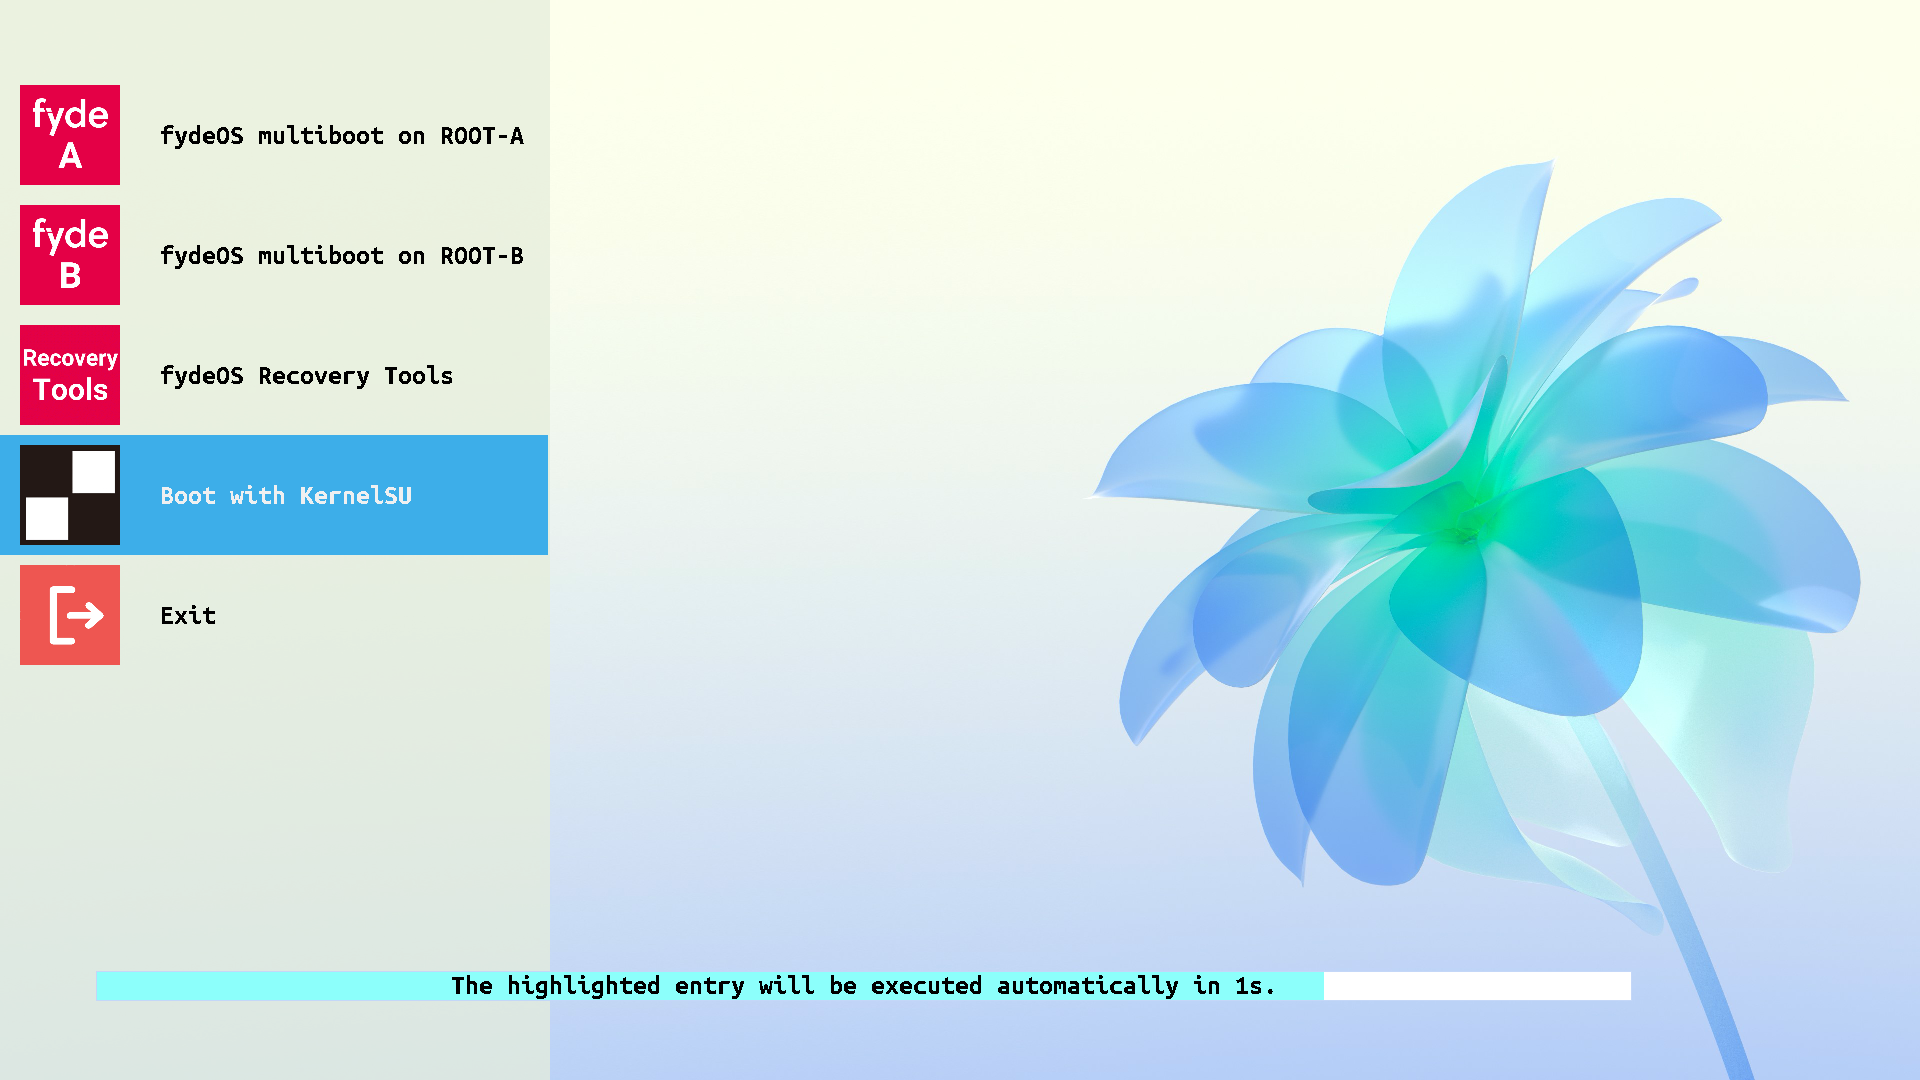 fyde
A
fydeOS multiboot on ROOT-A
fyde
B
fydeOS multiboot on ROOT-B
Recovery
Tools
fydeOS Recovery Tools
Boot with KernelSU
Exit
The highlighted entry will be executed automatically in 1s.